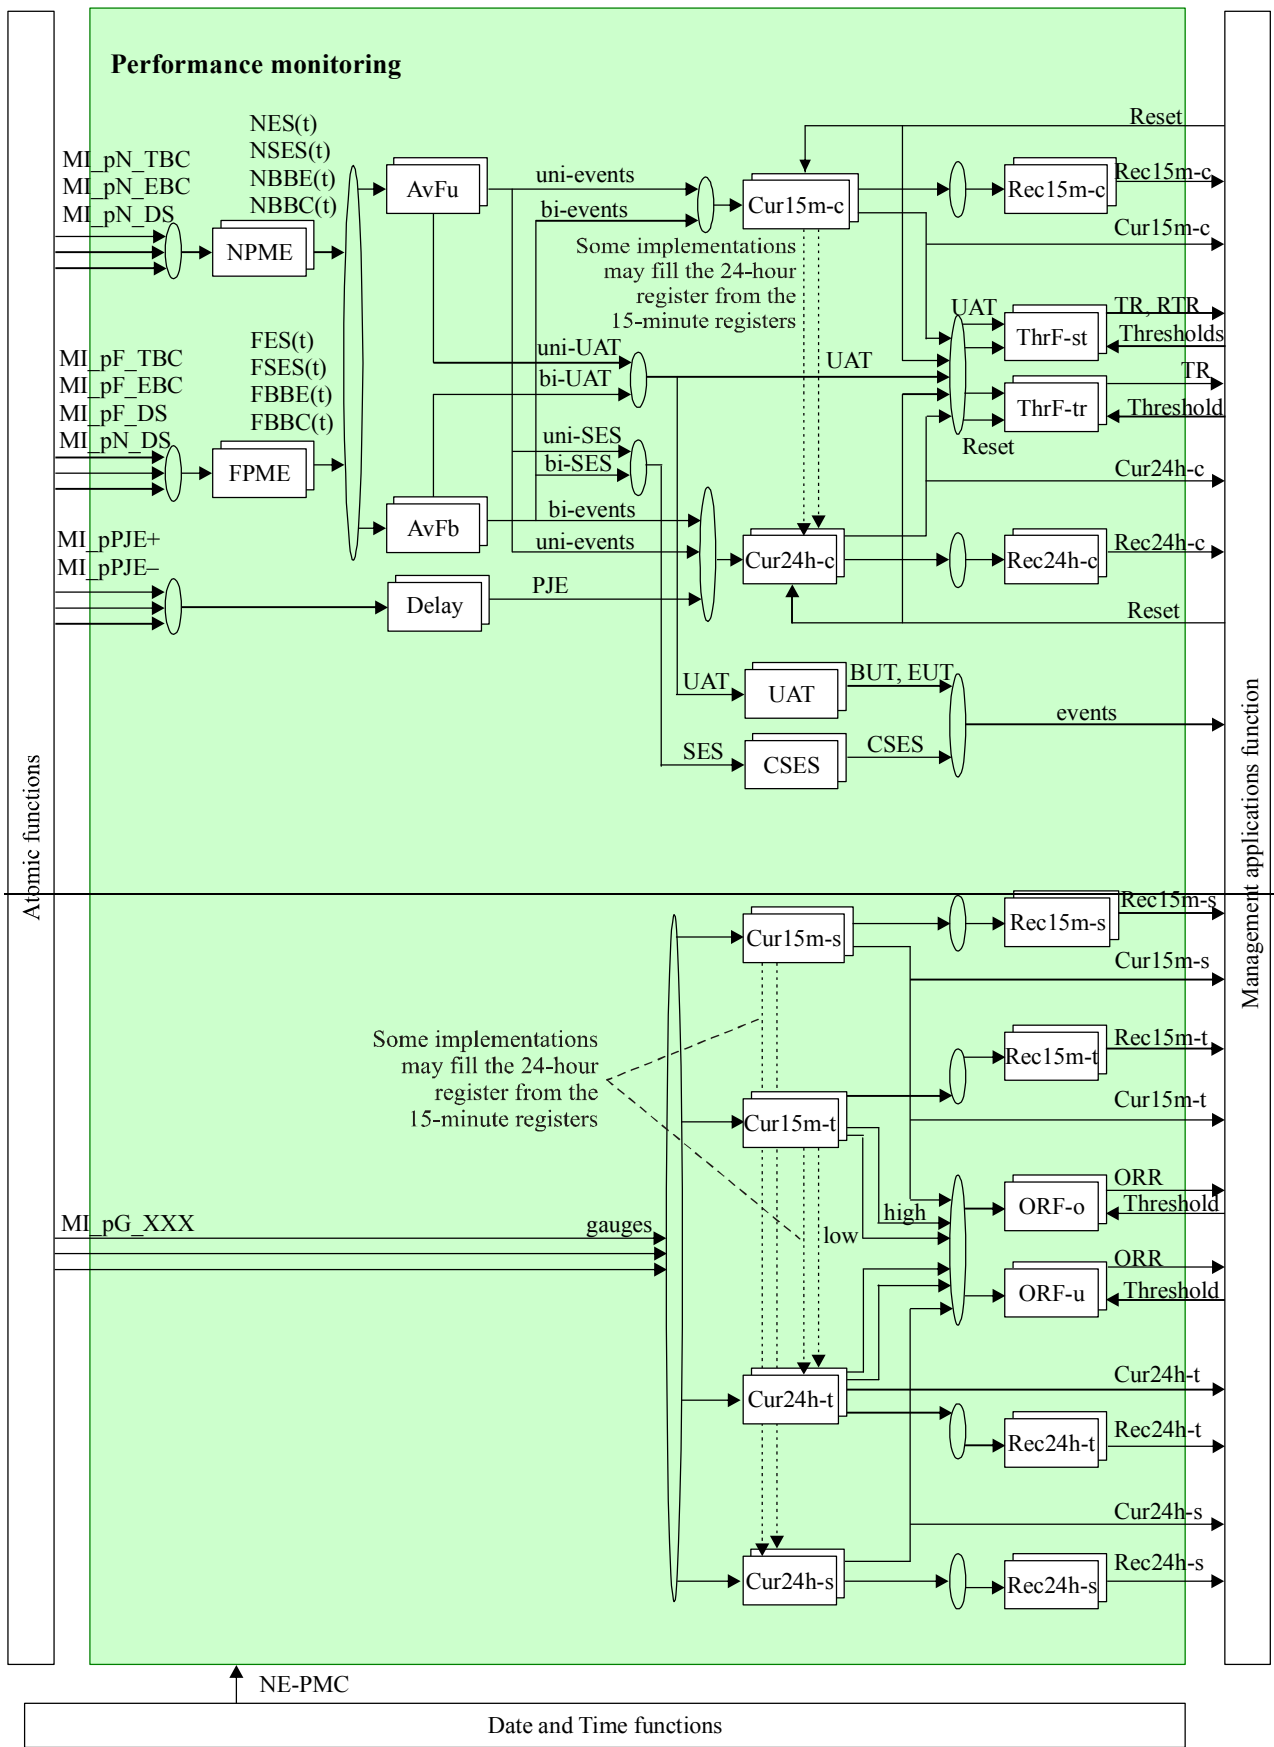 Performance monitoring
Reset
NES(t)
NSES(t)
NBBE(t)
NBBC(t)
MI_pN_TBC
MI_pN_EBC
MI_pN_DS
NPME
AvFu
uni-events
bi-events
Cur15m-c
Rec15m-c
Rec15m-c
Cur15m-c
Some implementations
may fill the 24-hour
register from the
15-minute registers
UAT
ThrF-st
TR, RTR
Thresholds
FES(t)
FSES(t)
FBBE(t)
FBBC(t)
MI_pF_TBC
MI_pF_EBC
MI_pF_DS
MI_pN_DS
FPME
uni-UAT
bi-UAT
UAT
ThrF-tr
TR
Threshold
Reset
uni-SES
bi-SES
Cur24h-c
AvFb
bi-events
uni-events
Cur24h-c
Rec24h-c
Rec24h-c
MI_pPJE+
MI_pPJE–
Delay
PJE
Reset
UAT
UAT
BUT, EUT
events
SES
CSES
CSES
Atomic functions
Management applications function
Cur15m-s
Rec15m-s
Rec15m-s
Cur15m-s
Some implementations
may fill the 24-hour
register from the
15-minute registers
Rec15m-t
Rec15m-t
Cur15m-t
Cur15m-t
MI_pG_XXX
gauges
high
low
ORF-o
ORR
Threshold
ORF-u
ORR
Threshold
Cur24h-t
Cur24h-t
Rec24h-t
Rec24h-t
Cur24h-s
Cur24h-s
Rec24h-s
Rec24h-s
NE-PMC
Date and Time functions